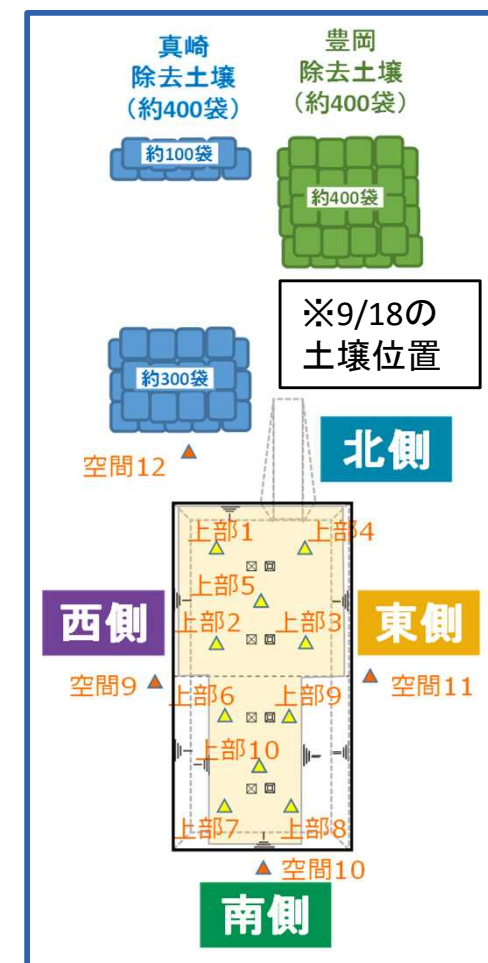 真崎
除去土壌
（約400袋）
豊岡
除去土壌
（約400袋）
約100袋
約400袋
※9/18の
土壌位置
約300袋
空間12
北側
上部1
上部4
上部5
西側
東側
上部2
上部3
空間9
空間11
上部6
上部9
上部10
上部7
上部8
空間10
南側